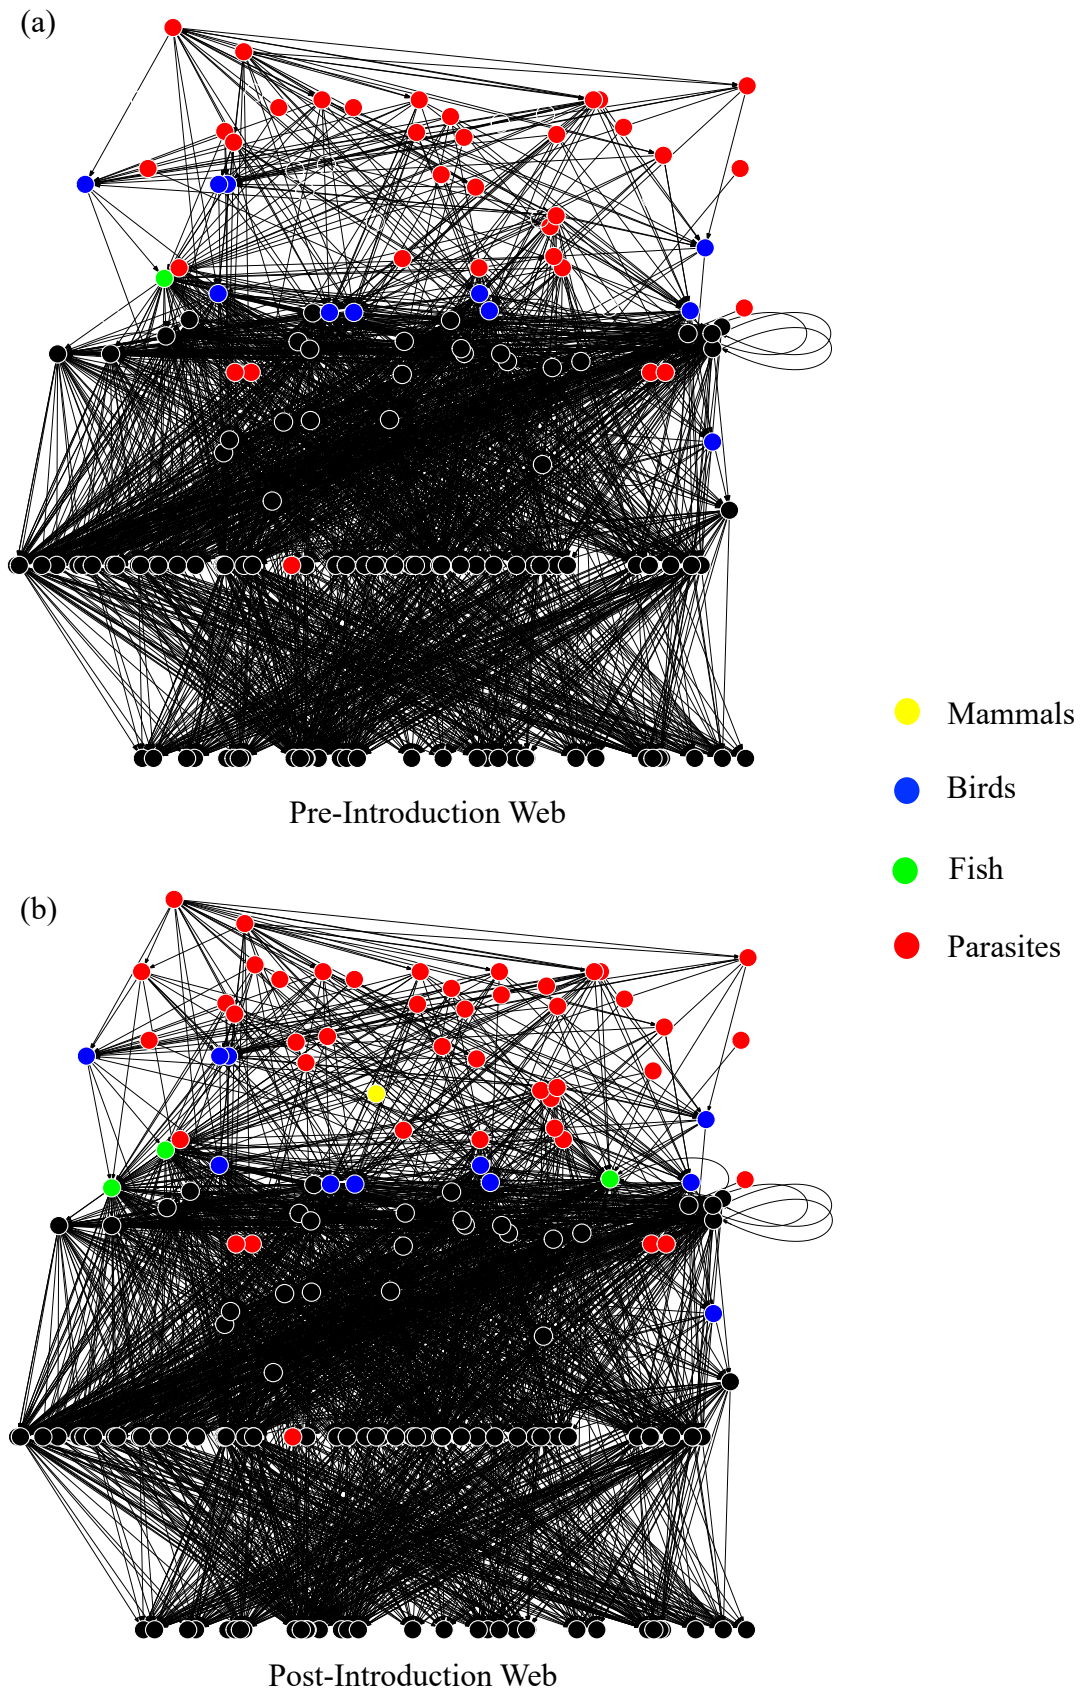 (a)
Pre-Introduction Web
Mammals
Birds
Fish
Parasites
(b)
Post-Introduction Web